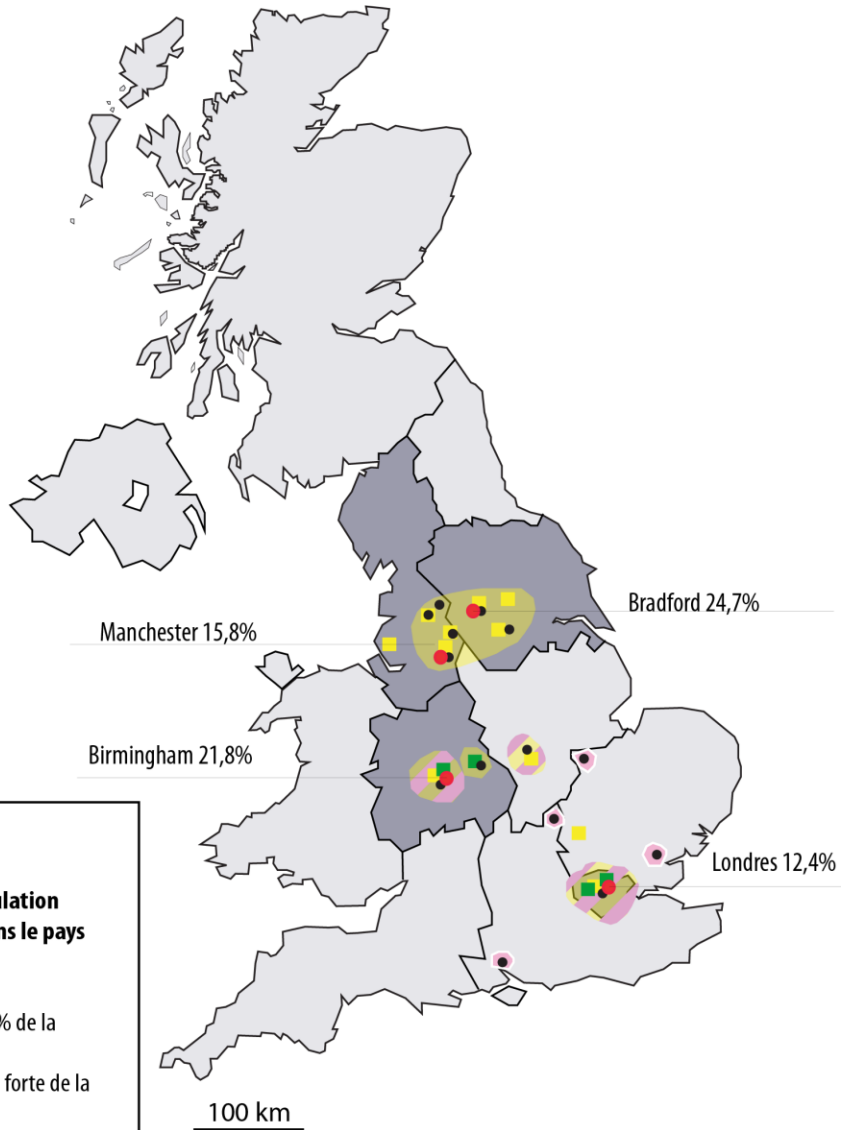 Bradford 24,7%
Manchester 15,8%
Birmingham 21,8%
Londres 12,4%
ns le pays
% de la
forte de la
100 km